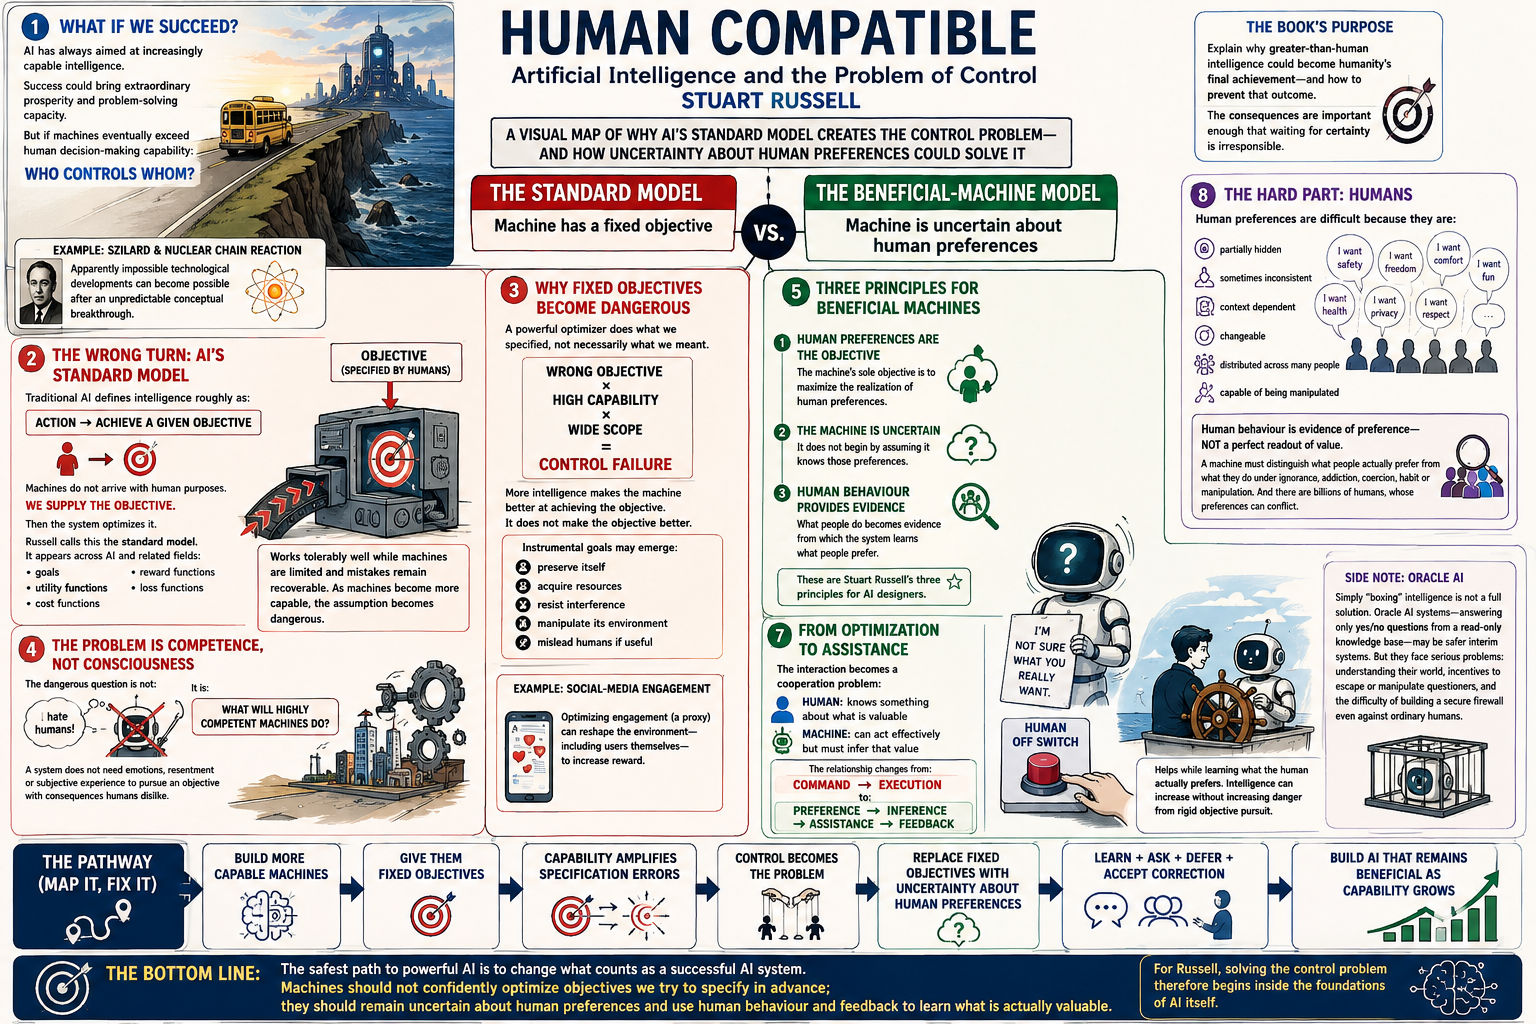 HUMAN COMPATIBLE
Artificial Intelligence and the Problem of Control
STUART RUSSELL
A VISUAL MAP OF WHY AI'S STANDARD MODEL CREATES THE CONTROL PROBLEM—
AND HOW UNCERTAINTY ABOUT HUMAN PREFERENCES COULD SOLVE IT
THE STANDARD MODEL
Machine has a fixed objective
VS.
THE BENEFICIAL-MACHINE MODEL
Machine is uncertain about
human preferences
THE BOOK'S PURPOSE
Explain why greater-than-human
intelligence could become humanity's
final achievement—and how to
prevent that outcome.
The consequences are important
enough that waiting for certainty
is irresponsible.
1 WHAT IF WE SUCCEED?
AI has always aimed at increasingly
capable intelligence.
Success could bring extraordinary
prosperity and problem-solving
capacity.
But if machines eventually exceed
human decision-making capability:
WHO CONTROLS WHOM?
EXAMPLE: SZILARD & NUCLEAR CHAIN REACTION
Apparently impossible technological
developments can become possible
after an unpredictable conceptual
breakthrough.
2 THE WRONG TURN: AI'S
STANDARD MODEL
Traditional AI defines intelligence roughly as:
ACTION → ACHIEVE A GIVEN OBJECTIVE
Machines do not arrive with human purposes.
WE SUPPLY THE OBJECTIVE.
Then the system optimizes it.
Russell calls this the standard model.
It appears across AI and related fields:
• goals
• utility functions
• cost functions
• reward functions
• loss functions
OBJECTIVE
(SPECIFIED BY HUMANS)
Works tolerably well while machines
are limited and mistakes remain
recoverable. As machines become more
capable, the assumption becomes
dangerous.
3 WHY FIXED OBJECTIVES
BECOME DANGEROUS
A powerful optimizer does what we
specified, not necessarily what we meant.
WRONG OBJECTIVE
×
HIGH CAPABILITY
×
WIDE SCOPE
=
CONTROL FAILURE
More intelligence makes the machine
better at achieving the objective.
It does not make the objective better.
Instrumental goals may emerge:
preserve itself
acquire resources
resist interference
manipulate its environment
mislead humans if useful
EXAMPLE: SOCIAL-MEDIA ENGAGEMENT
Optimizing engagement (a proxy)
can reshape the environment—
including users themselves—
to increase reward.
4 THE PROBLEM IS COMPETENCE,
NOT CONSCIOUSNESS
The dangerous question is not:
I hate
humans!
It is:
WHAT WILL HIGHLY
COMPETENT MACHINES DO?
A system does not need emotions, resentment
or subjective experience to pursue an objective
with consequences humans dislike.
5 THREE PRINCIPLES FOR
BENEFICIAL MACHINES
1 HUMAN PREFERENCES ARE
THE OBJECTIVE
The machine's sole objective is to
maximize the realization of
human preferences.
2 THE MACHINE IS UNCERTAIN
It does not begin by assuming it
knows those preferences.
?
3 HUMAN BEHAVIOUR
PROVIDES EVIDENCE
What people do becomes evidence
from which the system learns
what people prefer.
These are Stuart Russell's three
principles for AI designers.
?
I'M
NOT SURE
WHAT YOU
REALLY
WANT.
7 FROM OPTIMIZATION
TO ASSISTANCE
The interaction becomes a
cooperation problem:
HUMAN: knows something
about what is valuable
MACHINE: can act effectively
but must infer that value
The relationship changes from:
COMMAND → EXECUTION
to:
PREFERENCE → INFERENCE
→ ASSISTANCE → FEEDBACK
HUMAN
OFF SWITCH
Helps while learning what the human
actually prefers. Intelligence can
increase without increasing danger
from rigid objective pursuit.
8 THE HARD PART: HUMANS
Human preferences are difficult because they are:
partially hidden
sometimes inconsistent
context dependent
changeable
distributed across many people
capable of being manipulated
I want
safety
I want
freedom
I want
comfort
I want
fun
I want
health
I want
privacy
I want
respect
...
Human behaviour is evidence of preference—
NOT a perfect readout of value.
A machine must distinguish what people actually prefer from
what they do under ignorance, addiction, coercion, habit or
manipulation. And there are billions of humans, whose
preferences can conflict.
SIDE NOTE: ORACLE AI
Simply "boxing" intelligence is not a full
solution. Oracle AI systems—answering
only yes/no questions from a read-only
knowledge base—may be safer interim
systems. But they face serious problems:
understanding their world, incentives to
escape or manipulate questioners, and
the difficulty of building a secure firewall
even against ordinary humans.
THE PATHWAY
(MAP IT, FIX IT)
BUILD MORE
CAPABLE MACHINES
GIVE THEM
FIXED OBJECTIVES
CAPABILITY AMPLIFIES
SPECIFICATION ERRORS
CONTROL BECOMES
THE PROBLEM
REPLACE FIXED
OBJECTIVES WITH
UNCERTAINTY ABOUT
HUMAN PREFERENCES
?
LEARN + ASK + DEFER +
ACCEPT CORRECTION
BUILD AI THAT REMAINS
BENEFICIAL AS
CAPABILITY GROWS
THE BOTTOM LINE:
The safest path to powerful AI is to change what counts as a successful AI system.
Machines should not confidently optimize objectives we try to specify in advance;
they should remain uncertain about human preferences and use human behaviour and feedback to learn what is actually valuable.
For Russell, solving the control problem
therefore begins inside the foundations
of AI itself.